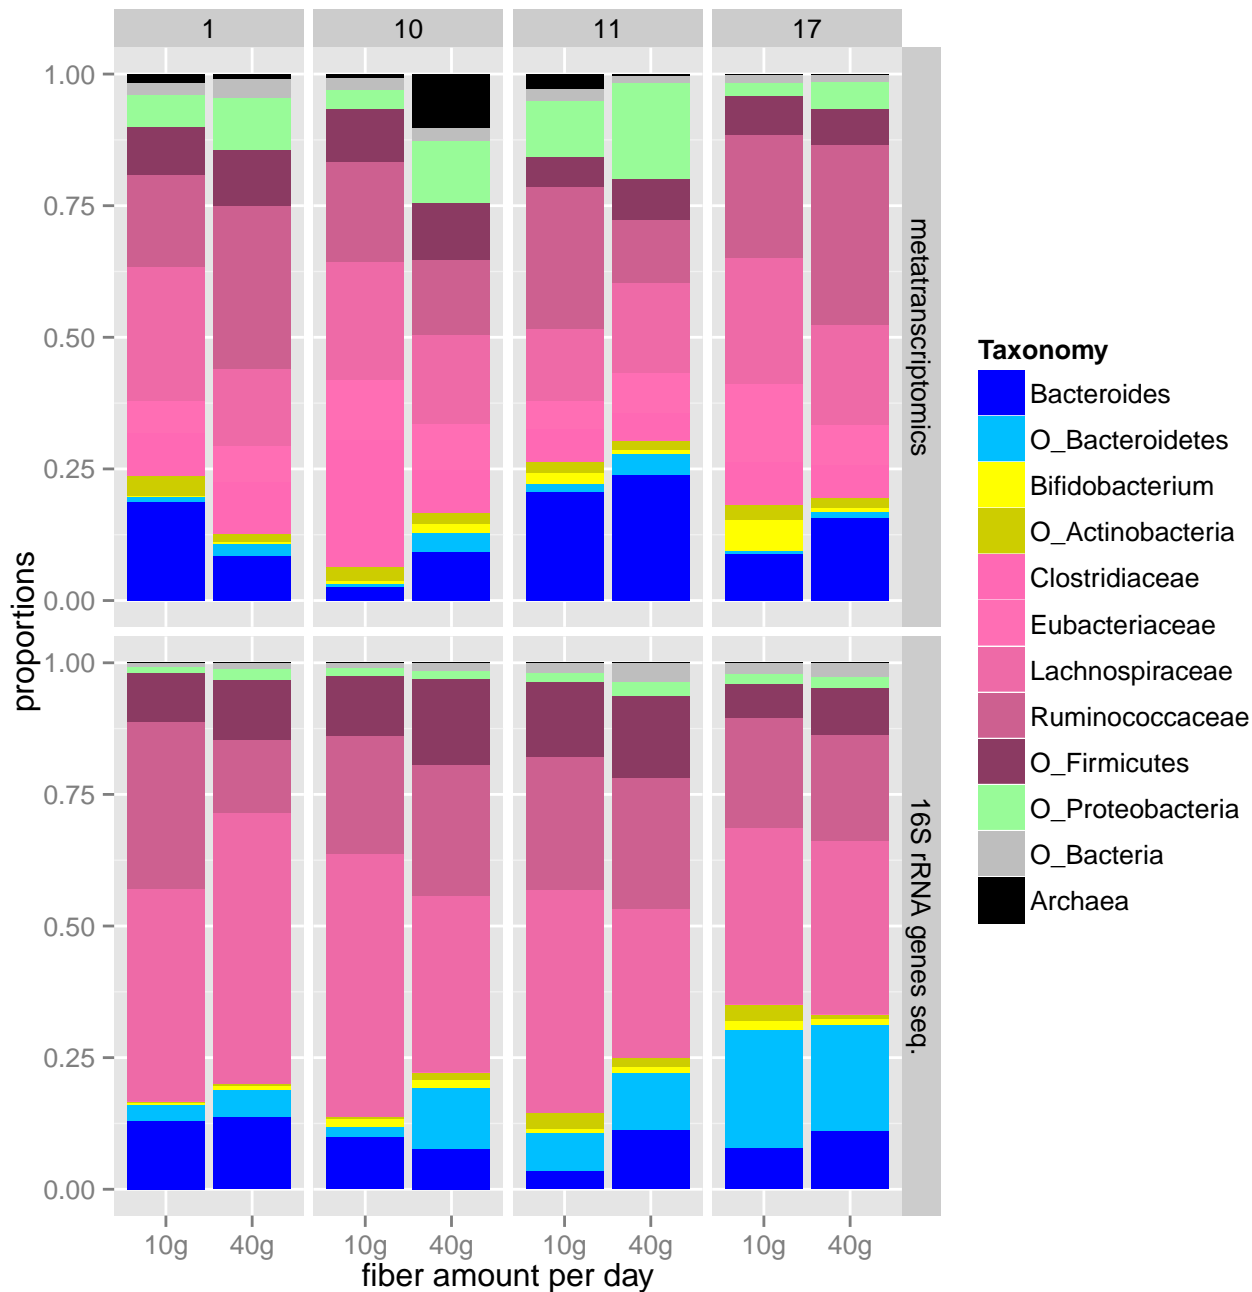 1 10 11 17
1.00
0.75
0.50
0.25
0.00
metatranscriptomics
1.00
0.75
0.50
0.25
0.00
16S rRNA genes seq.
proportions
10g 40g 10g 40g 10g 40g 10g 40g
fiber amount per day
Taxonomy
Bacteroides
O_Bacteroidetes
Bifidobacterium
O_Actinobacteria
Clostridiaceae
Eubacteriaceae
Lachnospiraceae
Ruminococcaceae
O_Firmicutes
O_Proteobacteria
O_Bacteria
Archaea